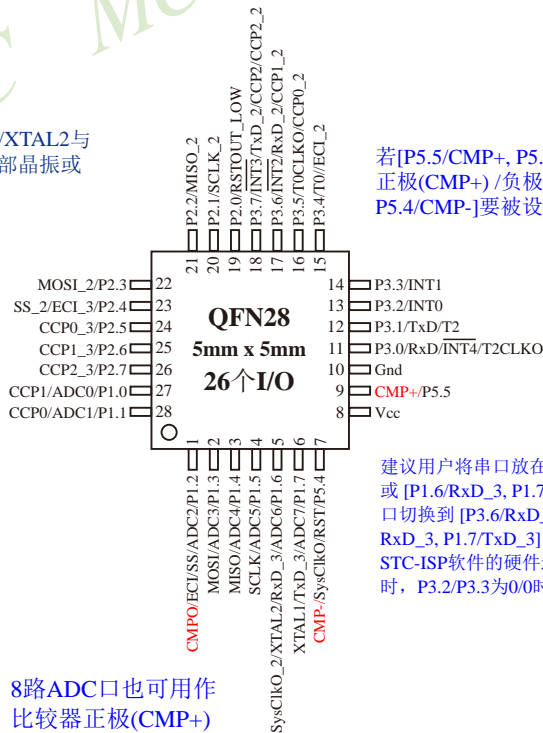 MC
/XTAL2与
部晶振或
若[P5.5/CMP+, P5.
正极(CMP+) /负极
P5.4/CMP-]要被设
21 P2.2/MISO_2
20 P2.1/SCLK_2
19 P2.0/RSTOUT_LOW
18 P3.7/INT3/TxD_2/CCP2/CCP2_2
17 P3.6/INT2/RxD_2/CCP1_2
16 P3.5/T0CLKO/CCP0_2
15 P3.4/T0//ECI_2
MOSI_2/P2.3 22
SS_2/ECI_3/P2.4 23
CCP0_3/P2.5 24
CCP1_3/P2.6 25
CCP2_3/P2.7 26
CCP1/ADC0/P1.0 27
CCP0/ADC1/P1.1 28
QFN28
5mm x 5mm
26个I/O
14 P3.3/INT1
13 P3.2/INT0
12 P3.1/TxD/T2
11 P3.0/RxD/INT4/T2CLKO
10 Gnd
9 CMP+/P5.5
8 Vcc
CMPO/ECI/SS/ADC2/P1.2 1
MOSI/ADC3/P1.3 2
MISO/ADC4/P1.4 3
SCLK/ADC5/P1.5 4
SysClkO_2/XTAL2/RxD_3/ADC6/P1.6 5
XTAL1/TxD_3/ADC7/P1.7 6
CMP-/SysClkO/RST/P5.4 7
建议用户将串口放在
或 [P1.6/RxD_3, P1.7
口切换到 [P3.6/RxD_
RxD_3, P1.7/TxD_3]
STC-ISP软件的硬件
时，P3.2/P3.3为0/0时
8路ADC口也可用作
比较器正极(CMP+)